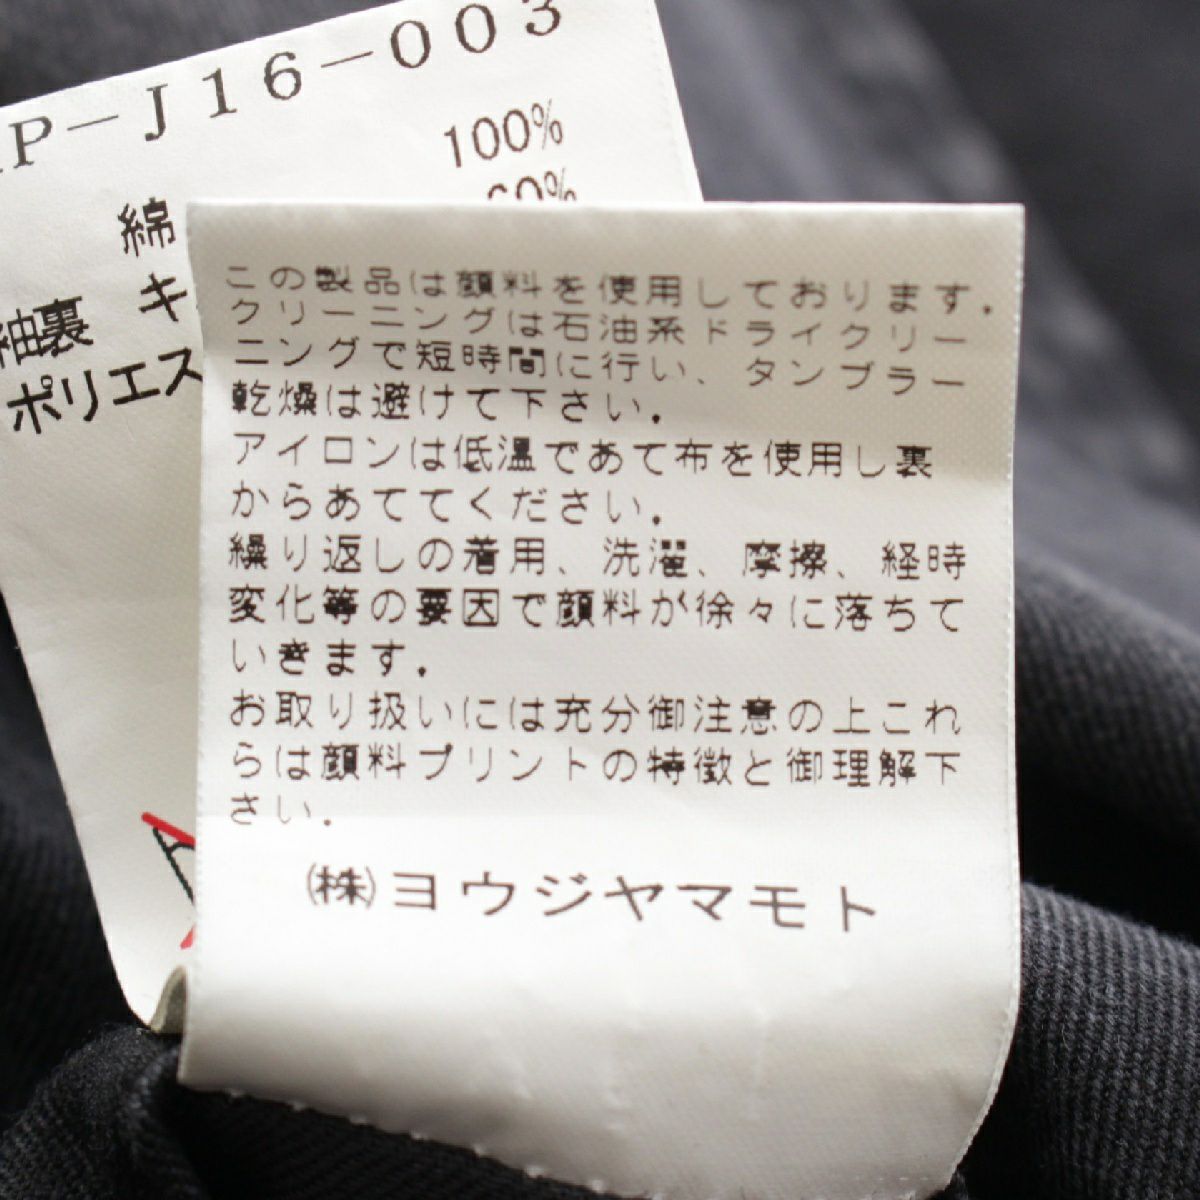 P-J16-003
100%
綿
60%
袖裏 キ
ポリエス
この製品は顔料を使用しております.
クリーニングは石油系ドライクリー
ニングで短時間に行い、タンブラー
乾燥は避けて下さい.
アイロンは低温であて布を使用し裏
からあててください.
繰り返しの着用、洗濯、摩擦、経時
変化等の要因で顔料が徐々に落ちて
いきます.
お取り扱いには充分御注意の上これ
らは顔料プリントの特徴と御理解下
さい.
㈱ヨウジヤマモト